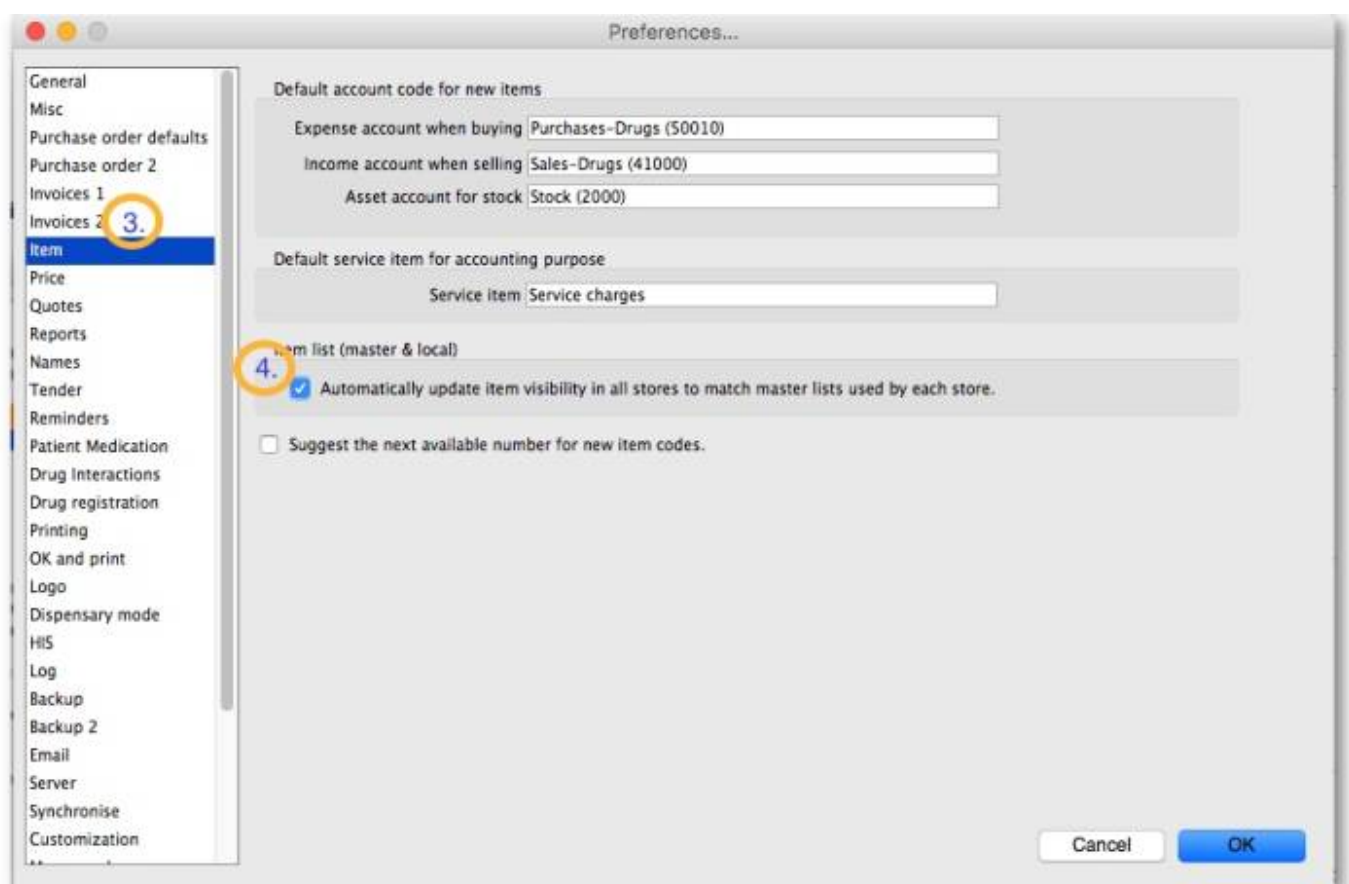 Preferences...
General
Misc
Purchase order defaults
Purchase order 2
Invoices 1
Invoices 2
3.
Item
Price
Quotes
Reports
Names
Tender
Reminders
Patient Medication
Drug Interactions
Drug registration
Printing
OK and print
Logo
Dispensary mode
HIS
Log
Backup
Backup 2
Email
Server
Synchronise
Customization
Default account code for new items
Expense account when buying Purchases-Drugs (50010)
Income account when selling Sales-Drugs (41000)
Asset account for stock Stock (2000)
Default service item for accounting purpose
Service item Service charges
Item list (master & local)
4.
Automatically update item visibility in all stores to match master lists used by each store.
Suggest the next available number for new item codes.
Cancel OK